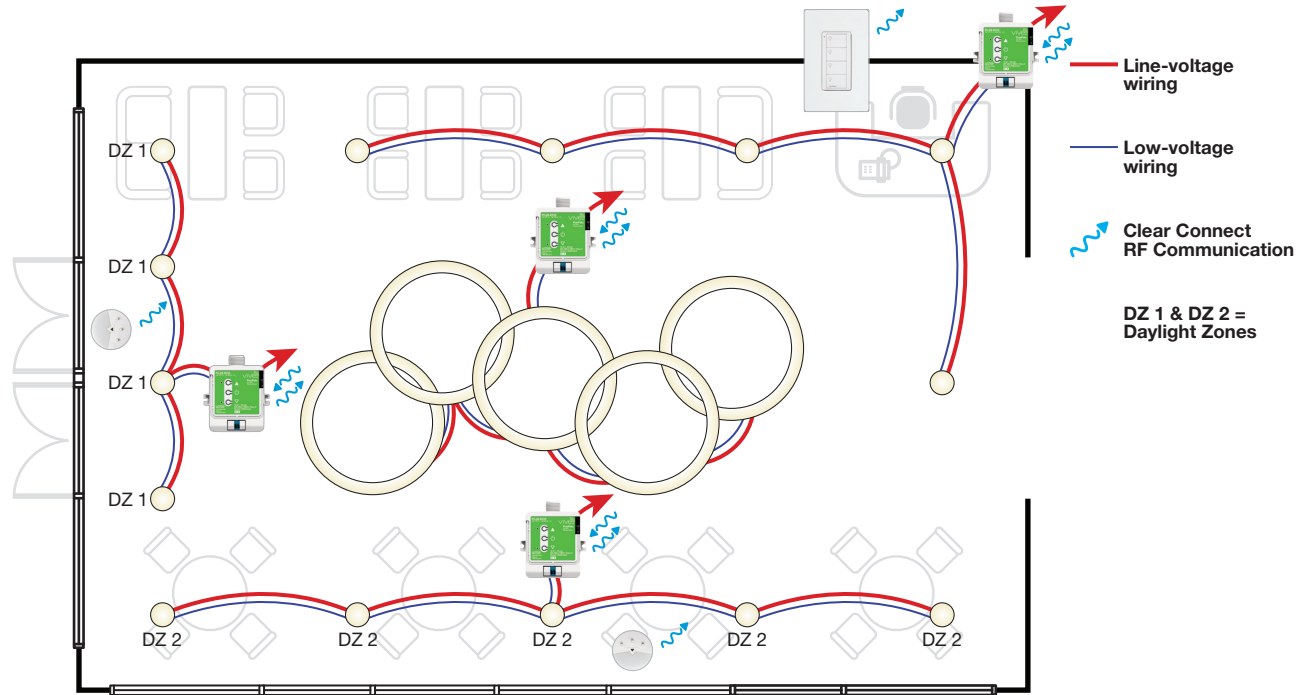 Line-voltage
wiring
Low-voltage
wiring
Clear Connect
RF Communication
DZ 1 & DZ 2 =
Daylight Zones
DZ 1
DZ 1
DZ 1
DZ 1
DZ 2
DZ 2
DZ 2
DZ 2
DZ 2